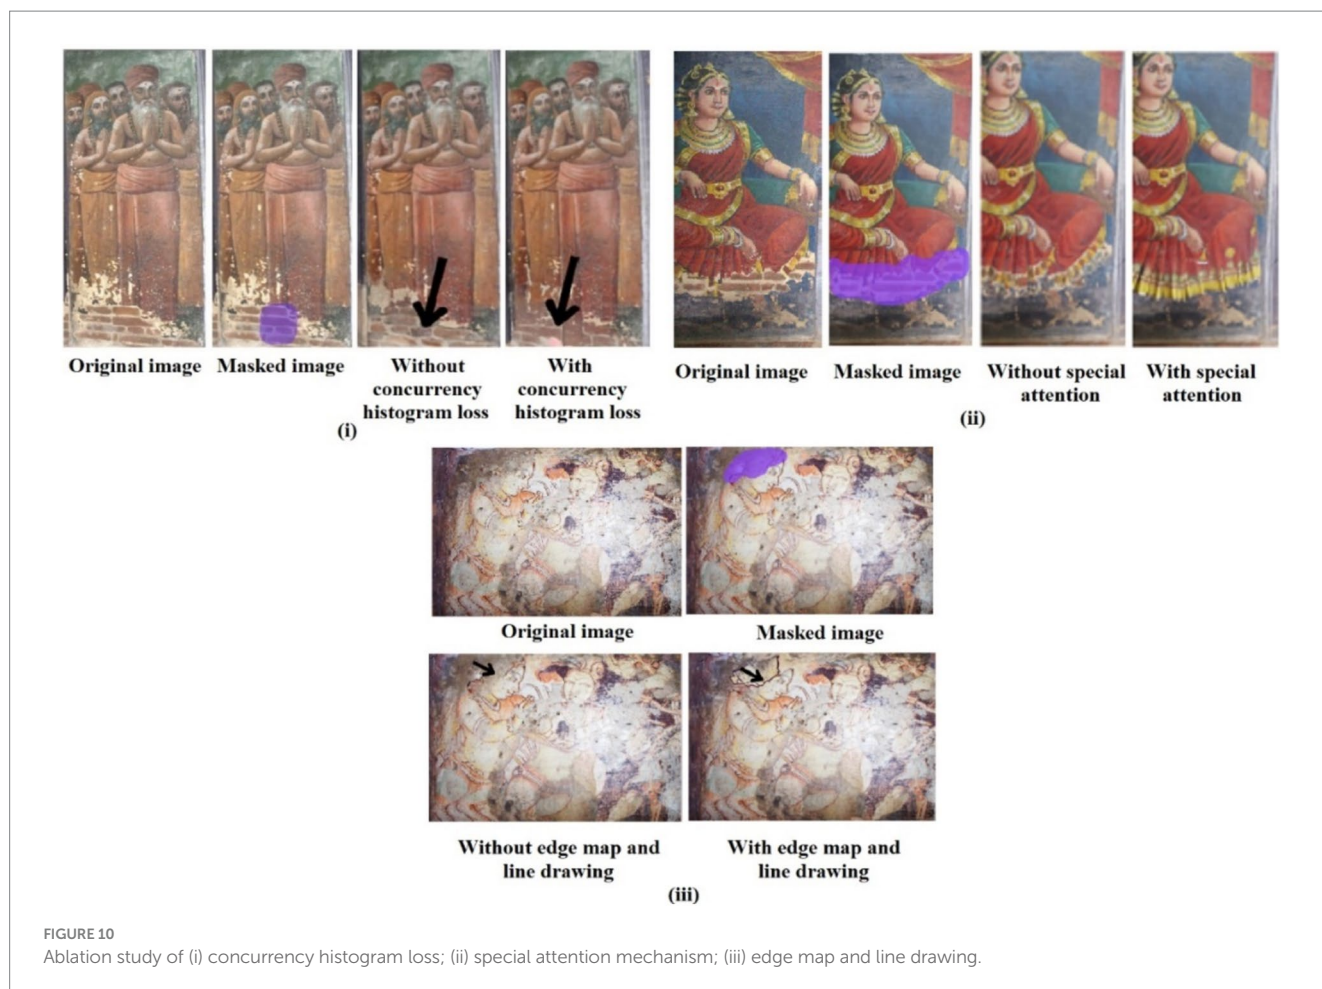 Original image
Masked image
Without
concurrency
histogram loss
With
concurrency
histogram loss
(i)
Original image
Masked image
Without special
attention
With special
attention
(ii)
Original image
Masked image
Without edge map and
line drawing
With edge map and
line drawing
(iii)
FIGURE 10
Ablation study of (i) concurrency histogram loss; (ii) special attention mechanism; (iii) edge map and line drawing.